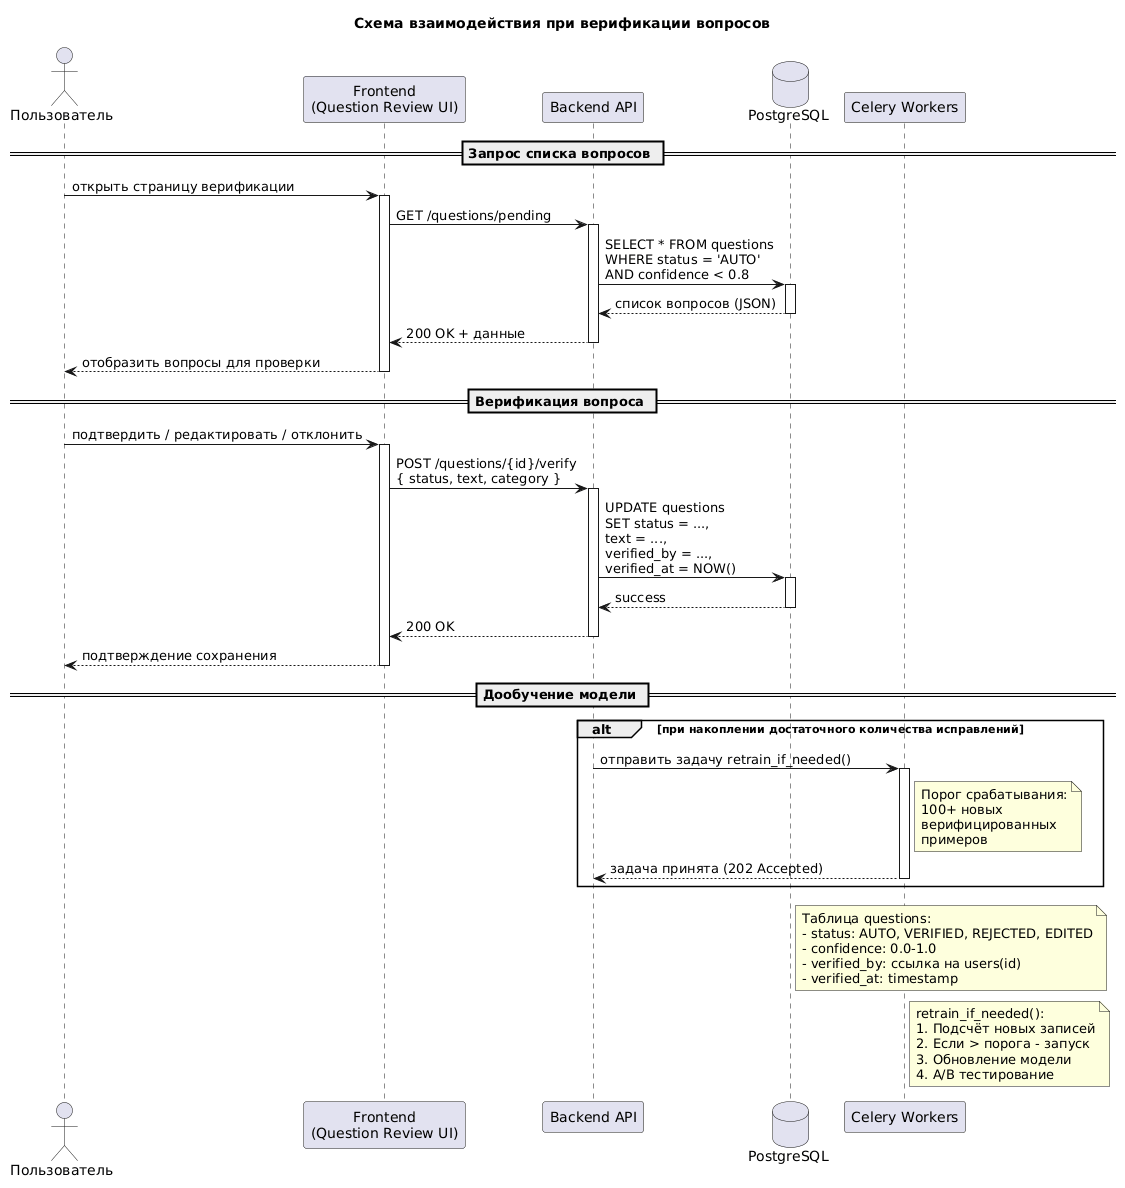 Схема взаимодействия при верификации вопросов
Пользователь
Frontend
(Question Review UI)
Backend API
PostgreSQL
Celery Workers
Запрос списка вопросов
открыть страницу верификации
GET /questions/pending
SELECT * FROM questions
WHERE status = 'AUTO'
AND confidence < 0.8
список вопросов (JSON)
200 OK + данные
отобразить вопросы для проверки
Верификация вопроса
подтвердить / редактировать / отклонить
POST /questions/{id}/verify
{ status, text, category }
UPDATE questions
SET status = ...,
text = ...,
verified_by = ...,
verified_at = NOW()
success
200 OK
подтверждение сохранения
Дообучение модели
alt [при накоплении достаточного количества исправлений]
отправить задачу retrain_if_needed()
Порог срабатывания:
100+ новых
верифицированных
примеров
задача принята (202 Accepted)
Таблица questions:
- status: AUTO, VERIFIED, REJECTED, EDITED
- confidence: 0.0-1.0
- verified_by: ссылка на users(id)
- verified_at: timestamp
retrain_if_needed():
1. Подсчёт новых записей
2. Если > порога - запуск
3. Обновление модели
4. A/B тестирование
Пользователь
Frontend
(Question Review UI)
Backend API
PostgreSQL
Celery Workers